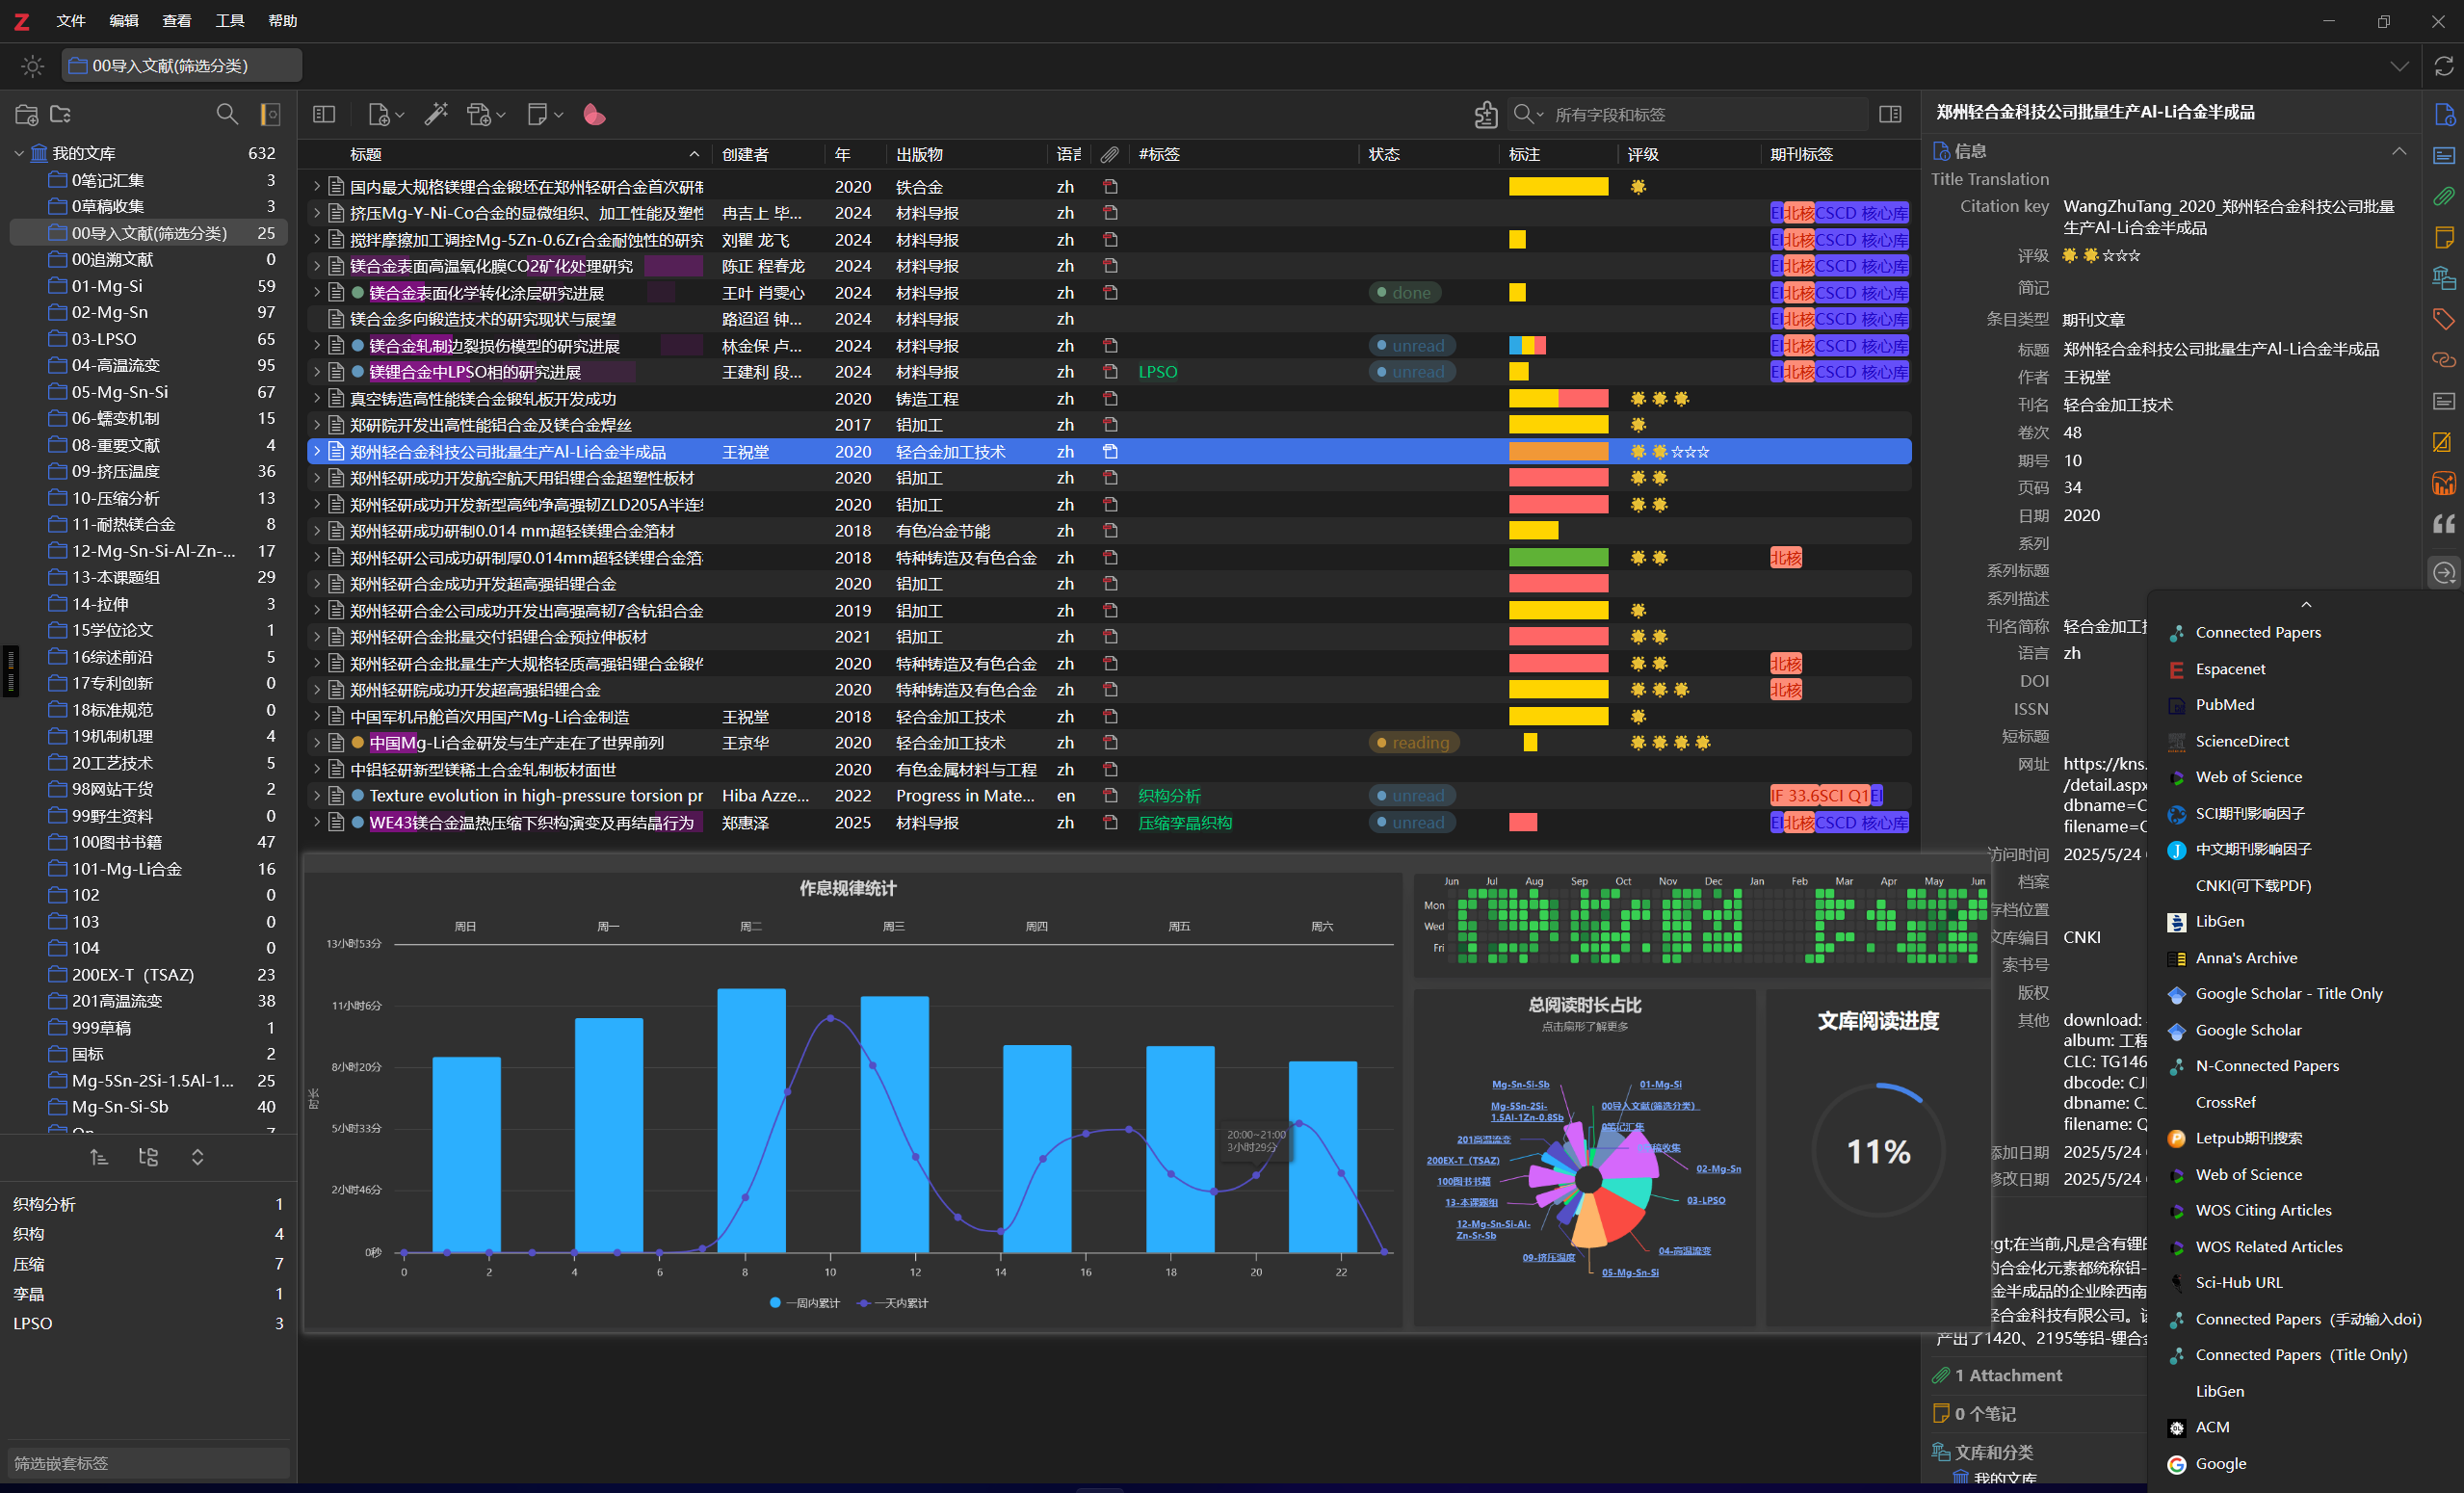 文件 编辑 查看 工具 帮助
00导入文献(筛选分类)
所有字段和标签
我的文库 632
0笔记汇集 3
0草稿收集 3
00导入文献(筛选分类) 25
00追溯文献 0
01-Mg-Si 59
02-Mg-Sn 97
03-LPSO 65
04-高温流变 95
05-Mg-Sn-Si 67
06-蠕变机制 15
08-重要文献 4
09-挤压温度 36
10-压缩分析 13
11-耐热镁合金 8
12-Mg-Sn-Si-Al-Zn-... 17
13-本课题组 29
14-拉伸 3
15学位论文 1
16综述前沿 5
17专利创新 0
18标准规范 0
19机制机理 4
20工艺技术 5
98网站干货 2
99野生资料 0
100图书书籍 47
101-Mg-Li合金 16
102 0
103 0
104 0
200EX-T（TSAZ) 23
201高温流变 38
999草稿 1
国标 2
Mg-5Sn-2Si-1.5Al-1... 25
Mg-Sn-Si-Sb 40
织构分析 1
织构 4
压缩 7
孪晶 1
LPSO 3
筛选嵌套标签
标题 创建者 年 出版物 语言 #标签 状态 标注 评级 期刊标签
国内最大规格镁锂合金锻坯在郑州轻研合金首次研制 2020 铁合金 zh
挤压Mg-Y-Ni-Co合金的显微组织、加工性能及塑性 冉吉上 毕... 2024 材料导报 zh EI 北核 CSCD 核心库
搅拌摩擦加工调控Mg-5Zn-0.6Zr合金耐蚀性的研究 刘瞿 龙飞 2024 材料导报 zh EI 北核 CSCD 核心库
镁合金表面高温氧化膜CO2矿化处理研究 陈正 程春龙 2024 材料导报 zh EI 北核 CSCD 核心库
镁合金表面化学转化涂层研究进展 王叶 肖雯心 2024 材料导报 zh done EI 北核 CSCD 核心库
镁合金多向锻造技术的研究现状与展望 路迢迢 钟... 2024 材料导报 zh EI 北核 CSCD 核心库
镁合金轧制边裂损伤模型的研究进展 林金保 卢... 2024 材料导报 zh unread EI 北核 CSCD 核心库
镁锂合金中LPSO相的研究进展 王建利 段... 2024 材料导报 zh LPSO unread EI 北核 CSCD 核心库
真空铸造高性能镁合金锻轧板开发成功 2020 铸造工程 zh
郑研院开发出高性能铝合金及镁合金焊丝 2017 铝加工 zh
郑州轻合金科技公司批量生产Al-Li合金半成品 王祝堂 2020 轻合金加工技术 zh
郑州轻研成功开发航空航天用铝锂合金超塑性板材 2020 铝加工 zh
郑州轻研成功开发新型高纯净高强韧ZLD205A半连续 2020 铝加工 zh
郑州轻研成功研制0.014 mm超轻镁锂合金箔材 2018 有色冶金节能 zh
郑州轻研公司成功研制厚0.014mm超轻镁锂合金箔 2018 特种铸造及有色合金 zh 北核
郑州轻研合金成功开发超高强铝锂合金 2020 铝加工 zh
郑州轻研合金公司成功开发出高强高韧7含钪铝合金 2019 铝加工 zh
郑州轻研合金批量交付铝锂合金预拉伸板材 2021 铝加工 zh
郑州轻研合金批量生产大规格轻质高强铝锂合金锻件 2020 特种铸造及有色合金 zh 北核
郑州轻研院成功开发超高强铝锂合金 2020 特种铸造及有色合金 zh 北核
中国军机吊舱首次用国产Mg-Li合金制造 王祝堂 2018 轻合金加工技术 zh
中国Mg-Li合金研发与生产走在了世界前列 王京华 2020 轻合金加工技术 zh reading
中铝轻研新型镁稀土合金轧制板材面世 2020 有色金属材料与工程 zh
Texture evolution in high-pressure torsion pr Hiba Azze... 2022 Progress in Mate... en 织构分析 unread IF 33.6 SCI Q1 EI
WE43镁合金温热压缩下织构演变及再结晶行为 郑惠泽 2025 材料导报 zh 压缩孪晶织构 unread EI 北核 CSCD 核心库
作息规律统计
周日 周一 周二 周三 周四 周五 周六
13小时53分
11小时6分
8小时20分
5小时33分
2小时46分
0秒
时长
20:00~21:00
3小时29分
0 2 4 6 8 10 12 14 16 18 20 22
一周内累计 一天内累计
Jun Jul Aug Sep Oct Nov Dec Jan Feb Mar Apr May Jun
Mon
Wed
Fri
总阅读时长占比
点击扇形了解更多
Mg-Sn-Si-Sb
Mg-5Sn-2Si-
1.5Al-1Zn-0.8Sb
201高温流变
200EX-T（TSAZ)
100图书书籍
13-本课题组
12-Mg-Sn-Si-Al-
Zn-Sr-Sb
09-挤压温度
05-Mg-Sn-Si
04-高温流变
03-LPSO
02-Mg-Sn
0草稿收集
0笔记汇集
00导入文献(筛选分类)
01-Mg-Si
文库阅读进度
11%
郑州轻合金科技公司批量生产Al-Li合金半成品
信息
Title Translation
Citation key WangZhuTang_2020_郑州轻合金科技公司批量
生产Al-Li合金半成品
评级
简记
条目类型 期刊文章
标题 郑州轻合金科技公司批量生产Al-Li合金半成品
作者 王祝堂
刊名 轻合金加工技术
卷次 48
期号 10
页码 34
日期 2020
系列
系列标题
系列描述
刊名简称 轻合金加工技
语言 zh
DOI
ISSN
短标题
网址 https://kns.
/detail.aspx
dbname=C
filename=C
访问时间 2025/5/24
档案
存档位置
文库编目 CNKI
索书号
版权
其他 download:
album: 工程
CLC: TG146
dbcode: CJ
dbname: C
filename: Q
添加日期 2025/5/24
修改日期 2025/5/24
gt;在当前,凡是含有锂的
的合金化元素都统称铝-
金半成品的企业除西南
轻合金科技有限公司。该
产出了1420、2195等铝-锂合金
1 Attachment
0 个笔记
文库和分类
我的文库
Connected Papers
Espacenet
PubMed
ScienceDirect
Web of Science
SCI期刊影响因子
中文期刊影响因子
CNKI(可下载PDF)
LibGen
Anna's Archive
Google Scholar - Title Only
Google Scholar
N-Connected Papers
CrossRef
Letpub期刊搜索
Web of Science
WOS Citing Articles
WOS Related Articles
Sci-Hub URL
Connected Papers（手动输入doi)
Connected Papers（Title Only)
LibGen
ACM
Google